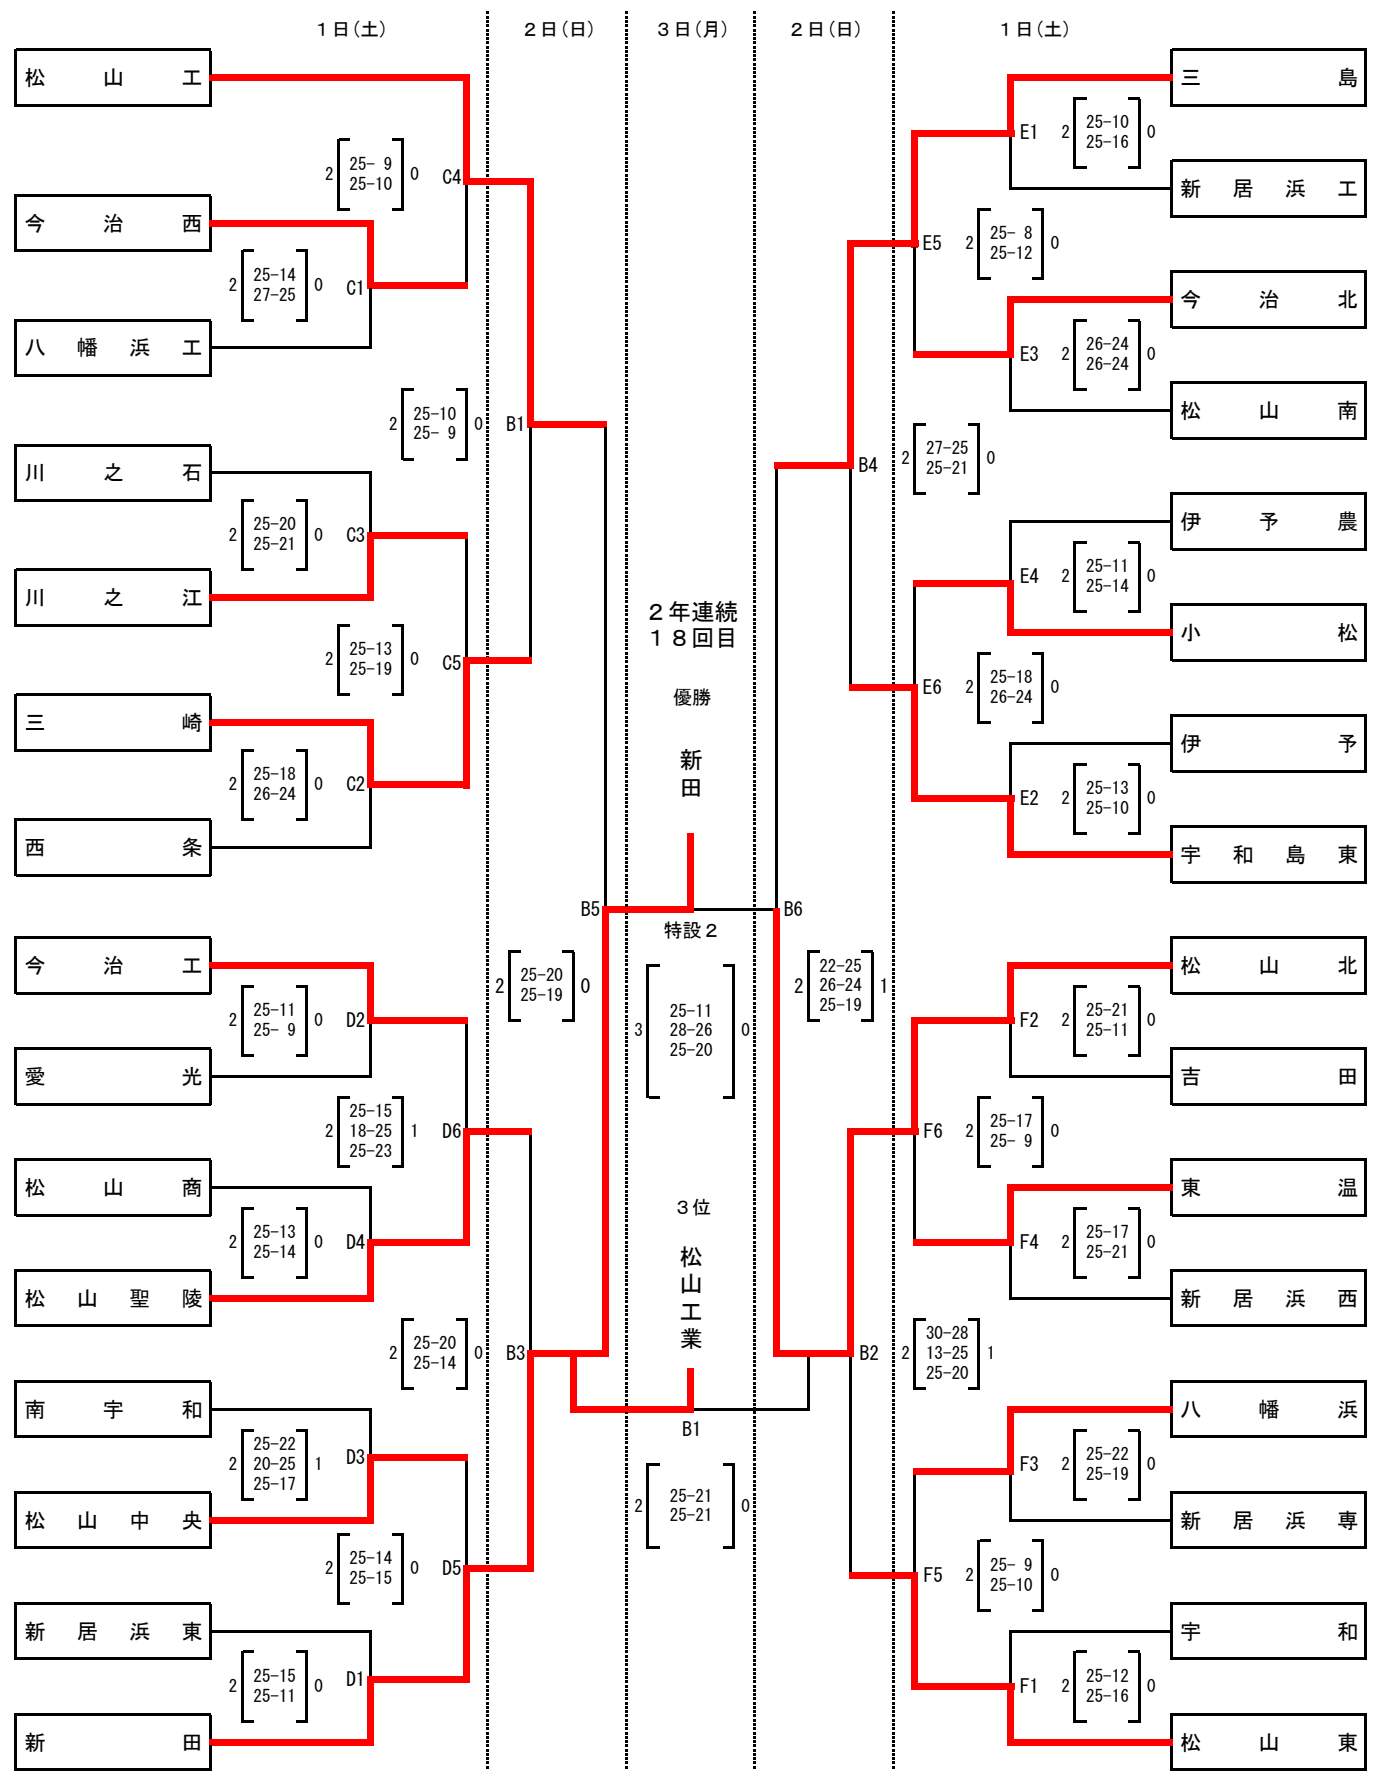 1日(土)
2日(日)
3日(月)
2日(日)
1日(土)
松山工
2 25- 9 0 C4
25-10
今治西
2 25-14 0 C1
27-25
八幡浜工
2 25-10 0 B1
25- 9
川之石
2 25-20 0 C3
25-21
川之江
2 25-13 0 C5
25-19
三崎
2 25-18 0 C2
26-24
西条
今治工
2 25-11 0 D2
25- 9
愛光
2 25-15 1 D6
18-25
25-23
松山商
2 25-13 0 D4
25-14
松山聖陵
2 25-20 0 B3
25-14
南宇和
2 25-22 1 D3
20-25
25-17
松山中央
2 25-14 0 D5
25-15
新居浜東
2 25-15 0 D1
25-11
新田
B5
2 25-20 0
25-19
2年連続
18回目
優勝
新田
特設2
3 25-11 0
28-26
25-20
3位
松山工業
B1
2 25-21 0
25-21
B6
2 22-25 1
26-24
25-19
三島
E1 2 25-10 0
25-16
新居浜工
E5 2 25- 8 0
25-12
今治北
E3 2 26-24 0
26-24
松山南
B4 2 27-25 0
25-21
伊予農
E4 2 25-11 0
25-14
小松
E6 2 25-18 0
26-24
伊予
E2 2 25-13 0
25-10
宇和島東
松山北
F2 2 25-21 0
25-11
吉田
F6 2 25-17 0
25- 9
東温
F4 2 25-17 0
25-21
新居浜西
B2 2 30-28 1
13-25
25-20
八幡浜
F3 2 25-22 0
25-19
新居浜専
F5 2 25- 9 0
25-10
宇和
F1 2 25-12 0
25-16
松山東